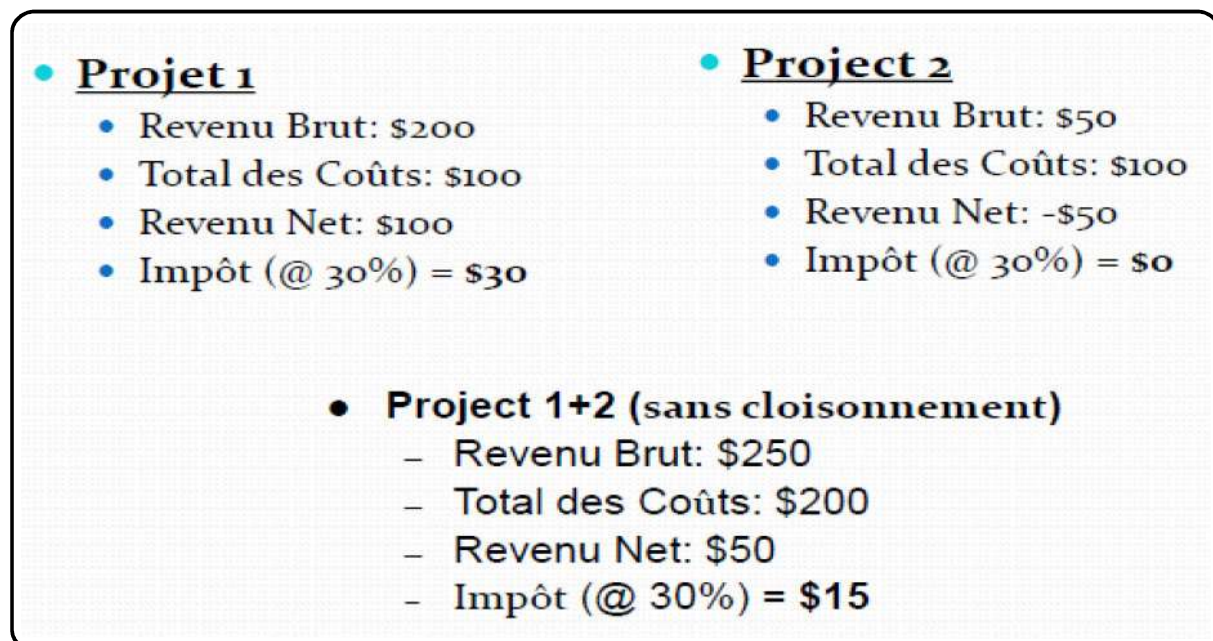 • Projet 1
• Revenu Brut: $200
• Total des Coûts: $100
• Revenu Net: $100
• Impôt (@ 30%) = $30
• Project 2
• Revenu Brut: $50
• Total des Coûts: $100
• Revenu Net: -$50
• Impôt (@ 30%) = $0
• Project 1+2 (sans cloisonnement)
– Revenu Brut: $250
– Total des Coûts: $200
– Revenu Net: $50
– Impôt (@ 30%) = $15